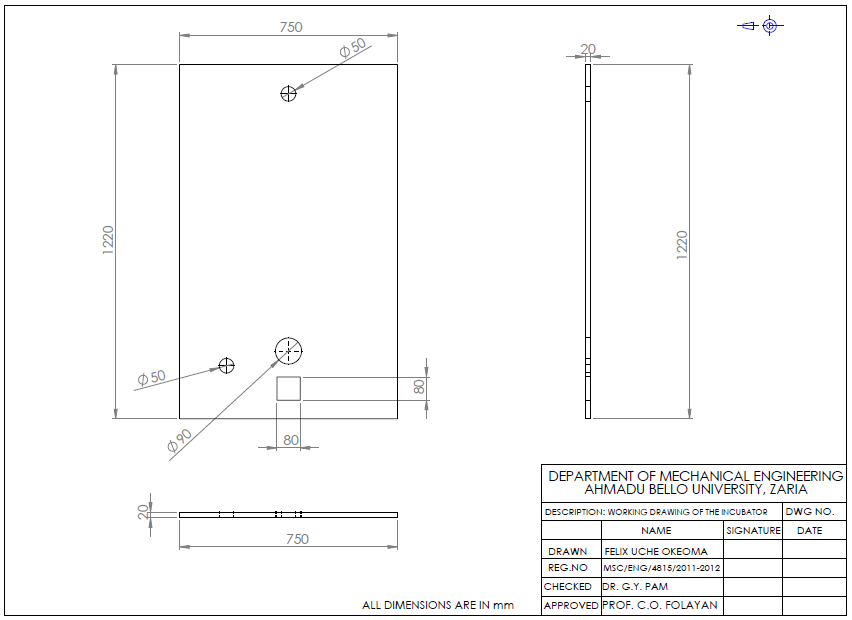 750
Ø50
20
1220
1220
Ø50
80
Ø90
80
20
750
ALL DIMENSIONS ARE IN mm
DEPARTMENT OF MECHANICAL ENGINEERING
AHMADU BELLO UNIVERSITY, ZARIA
DESCRIPTION: WORKING DRAWING OF THE INCUBATOR DWG NO.
NAME SIGNATURE DATE
DRAWN FELIX UCHE OKEOMA
REG.NO MSC/ENG/4815/2011-2012
CHECKED DR. G.Y. PAM
APPROVED PROF. C.O. FOLAYAN